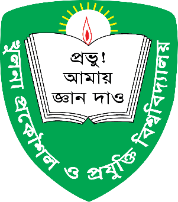 প্রভু!
আমায়
জ্ঞান দাও
খুলনা প্রকৌশল ও প্রযুক্তি বিশ্ববিদ্যালয়